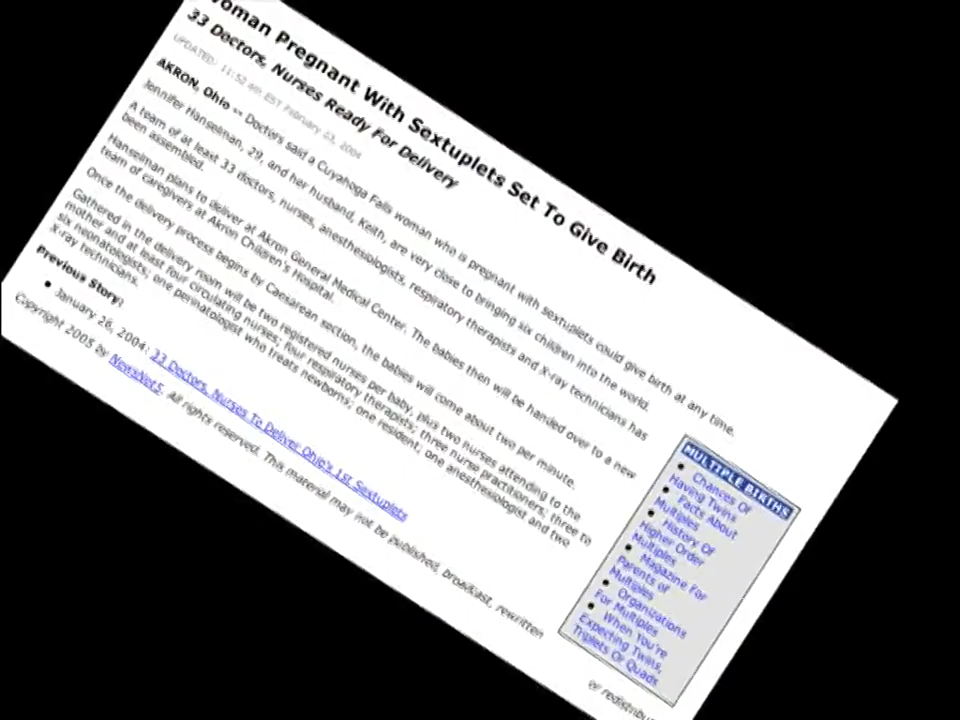 Woman Pregnant With Sextuplets Set To Give Birth
33 Doctors, Nurses Ready For Delivery
UPDATED: 11:52 am EST February 23, 2004
AKRON, Ohio -- Doctors said a Cuyahoga Falls woman who is pregnant with sextuplets could give birth at any time.
Jennifer Hanselman, 29, and her husband, Keith, are very close to bringing six children into the world.
A team of at least 33 doctors, nurses, anesthesiologists, respiratory therapists and X-ray technicians has
been assembled.
Hanselman plans to deliver at Akron General Medical Center. The babies then will be handed over to a new
team of caregivers at Akron Children's Hospital.
Once the delivery process begins by Caesarean section, the babies will come about two per minute.
Gathered in the delivery room will be two registered nurses per baby, plus two nurses attending to the
mother and at least four circulating nurses; four respiratory therapists; three nurse practitioners; three to
six neonatologists; one perinatologist who treats newborns; one resident; one anesthesiologist and two
X-ray technicians.
Previous Story:
• January 26, 2004: 33 Doctors, Nurses To Deliver Ohio's 1st Sextuplets
Copyright 2005 by NewsNet5. All rights reserved. This material may not be published, broadcast, rewritten
or redistribu
MULTIPLE BIRTHS
• Chances Of
Having Twins
• Facts About
Multiples
• History Of
Higher Order
Multiples
• Magazine For
Parents of
Multiples
• Organizations
For Multiples
• When You're
Expecting Twins,
Triplets Or Quads